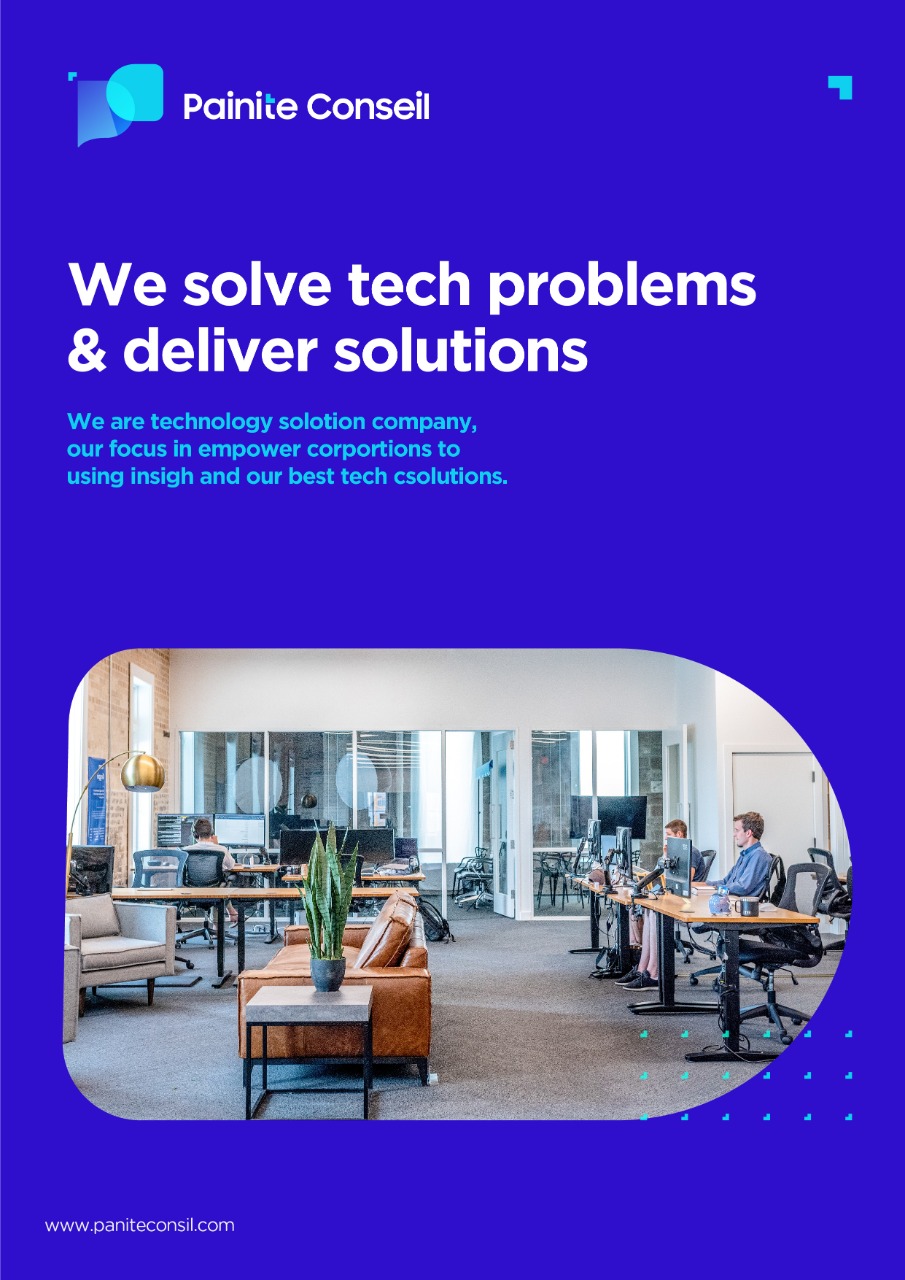 Painite Conseil
We solve tech problems
& deliver solutions
We are technology solotion company,
our focus in empower corportions to
using insigh and our best tech csolutions.
www.paniteconsil.com